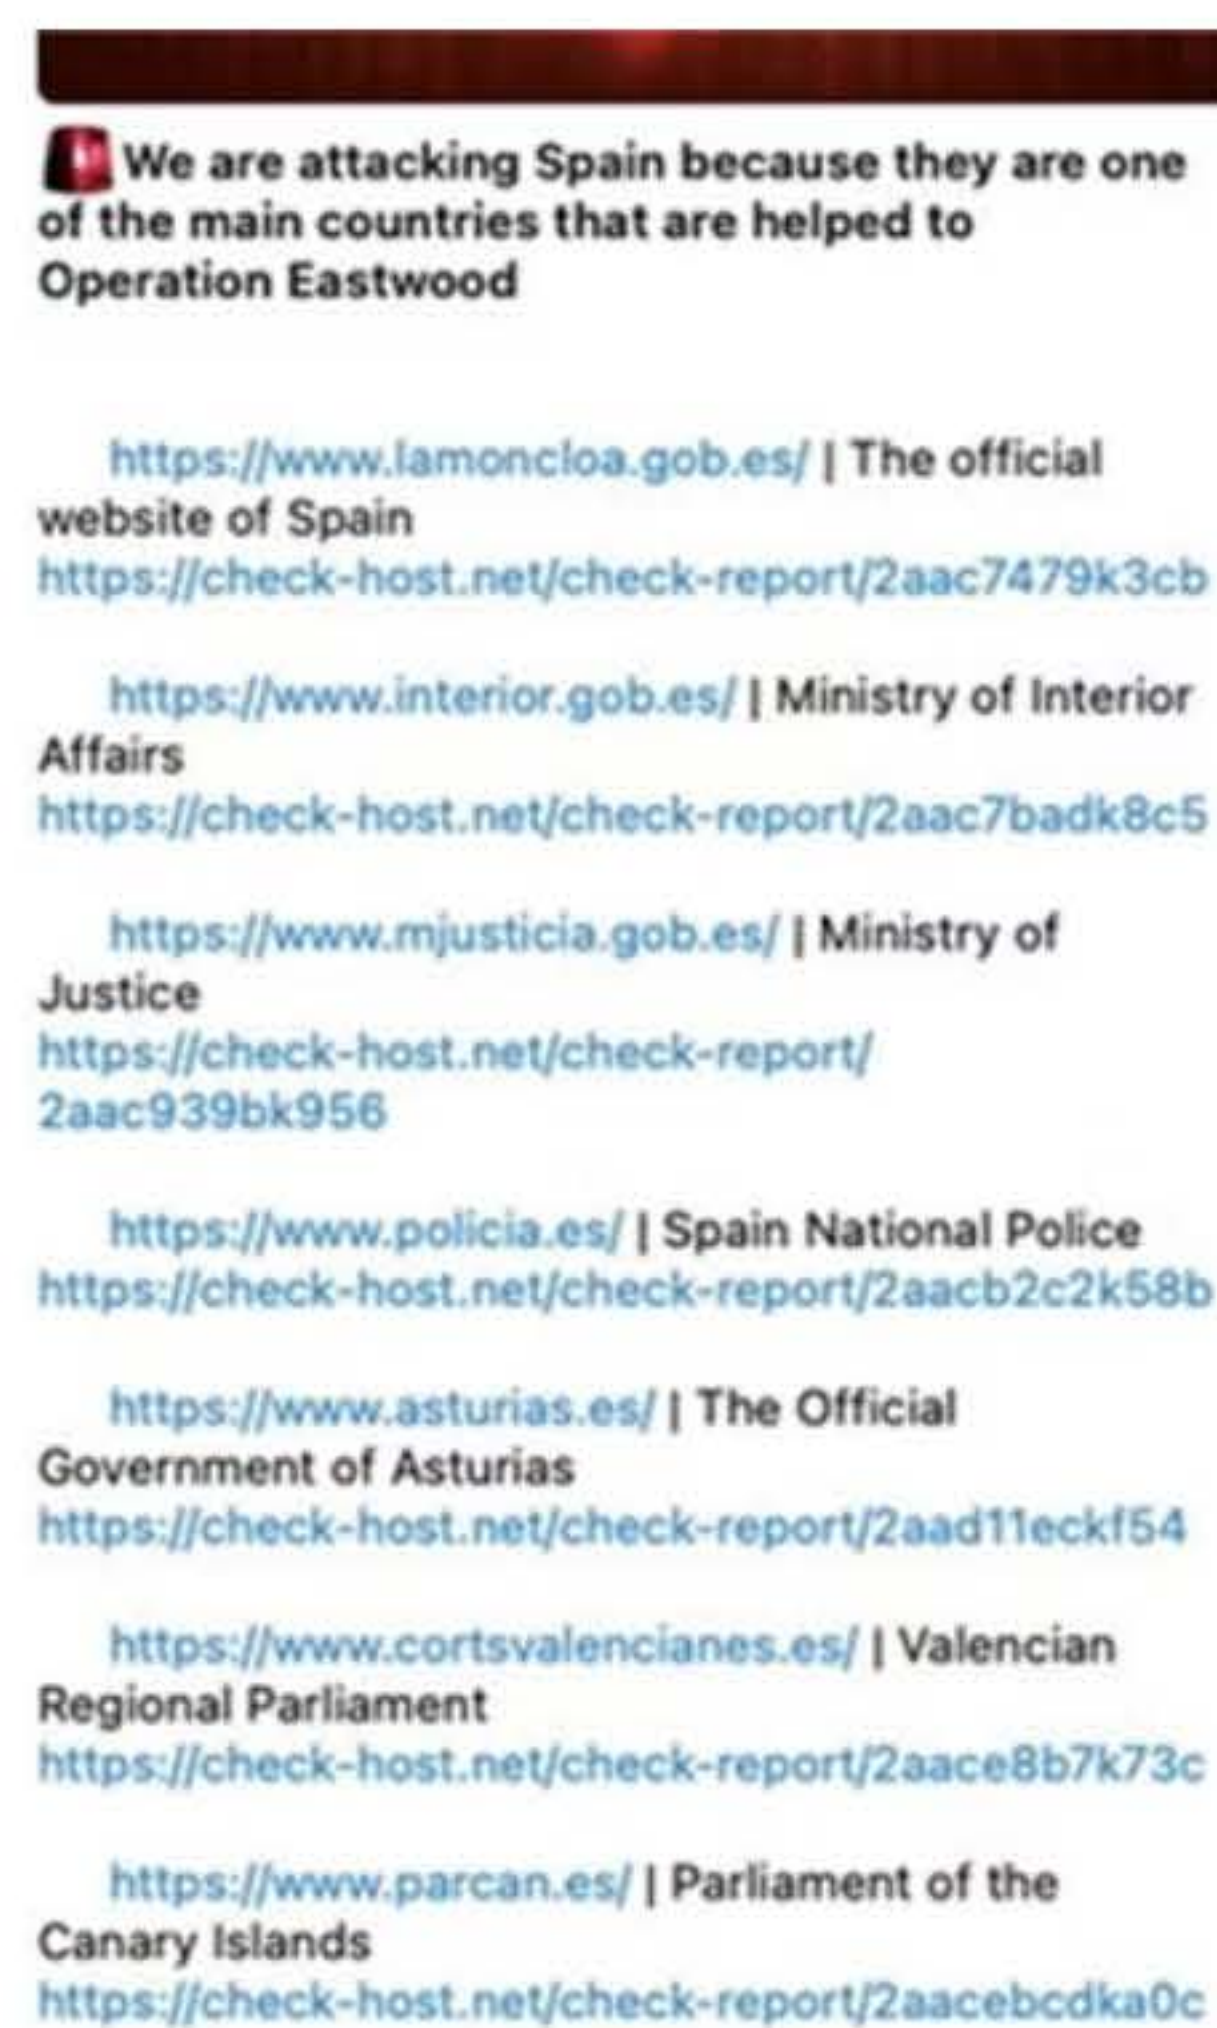 We are attacking Spain because they are one
of the main countries that are helped to
Operation Eastwood
https://www.lamoncloa.gob.es/ | The official
website of Spain
https://check-host.net/check-report/2aac7479k3cb
https://www.interior.gob.es/ | Ministry of Interior
Affairs
https://check-host.net/check-report/2aac7badk8c5
https://www.mjusticia.gob.es/ | Ministry of
Justice
https://check-host.net/check-report/
2aac939bk956
https://www.policia.es/ | Spain National Police
https://check-host.net/check-report/2aacb2c2k58b
https://www.asturias.es/ | The Official
Government of Asturias
https://check-host.net/check-report/2aad11eckf54
https://www.cortsvalencianes.es/ | Valencian
Regional Parliament
https://check-host.net/check-report/2aace8b7k73c
https://www.parcan.es/ | Parliament of the
Canary Islands
https://check-host.net/check-report/2aacebcdka0c